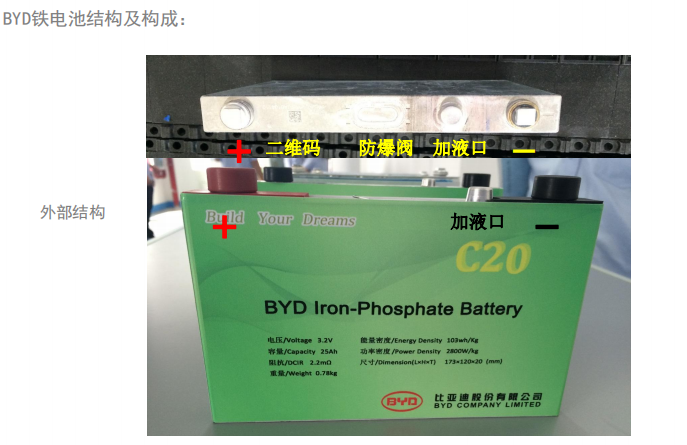 BYD铁电池结构及构成：
外部结构
+ 二维码 防爆阀 加液口 —
Build Your Dreams
+ 加液口 —
C20
BYD Iron-Phosphate Battery
电压/Voltage 3.2V 能量密度/Energy Density 103wh/Kg
容量/Capacity 25Ah 功率密度/Power Density 2800W/kg
阻抗/DCIR 2.2mΩ 尺寸/Dimension(L×H×T) 173×120×20 (mm)
重量/Weight 0.78kg
BYD 比亚迪股份有限公司
BYD COMPANY LIMITED